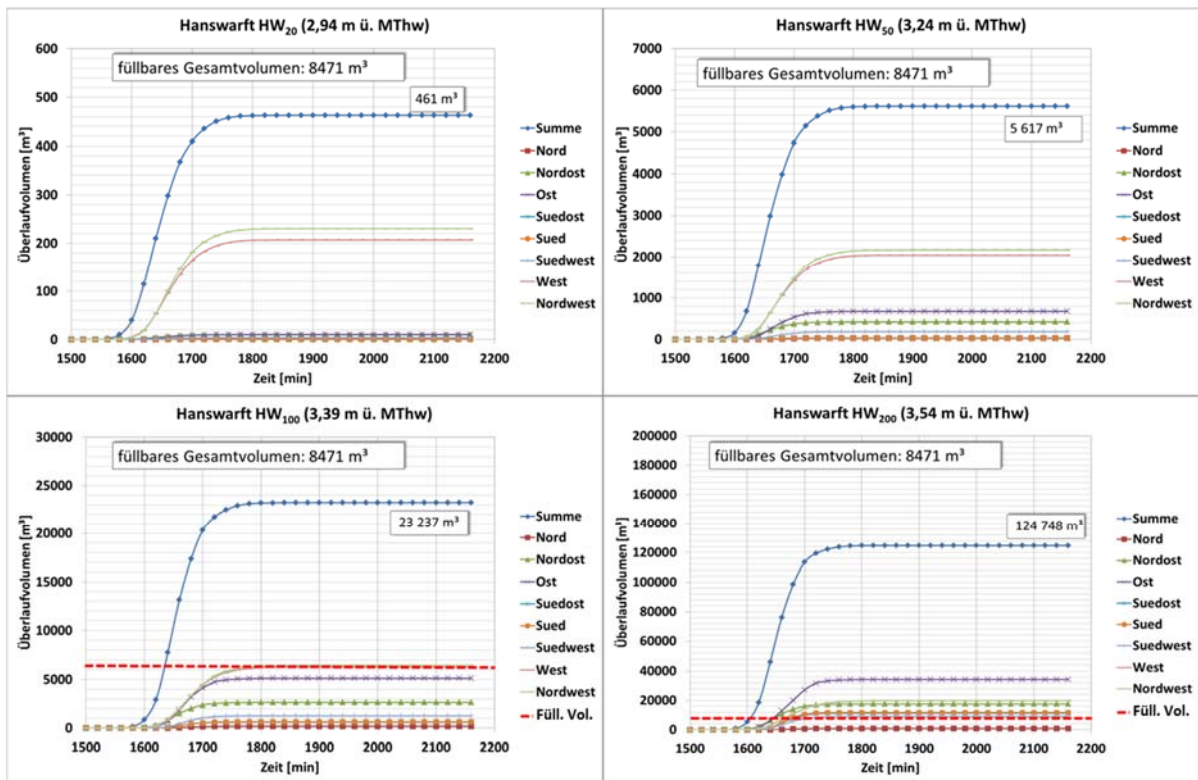 Hanswarft HW20 (2,94 m ü. MThw)
600
500
400
300
200
100
0
Überlaufvolumen [m³]
füllbares Gesamtvolumen: 8471 m³
461 m³
Summe
Nord
Nordost
Ost
Suedost
Sued
Suedwest
West
Nordwest
1500 1600 1700 1800 1900 2000 2100 2200
Zeit [min]
Hanswarft HW50 (3,24 m ü. MThw)
7000
6000
5000
4000
3000
2000
1000
0
Überlaufvolumen [m³]
füllbares Gesamtvolumen: 8471 m³
5 617 m³
Summe
Nord
Nordost
Ost
Suedost
Sued
Suedwest
West
Nordwest
1500 1600 1700 1800 1900 2000 2100 2200
Zeit [min]
Hanswarft HW100 (3,39 m ü. MThw)
30000
25000
20000
15000
10000
5000
0
Überlaufvolumen [m³]
füllbares Gesamtvolumen: 8471 m³
23 237 m³
Summe
Nord
Nordost
Ost
Suedost
Sued
Suedwest
West
Nordwest
Füll. Vol.
1500 1600 1700 1800 1900 2000 2100 2200
Zeit [min]
Hanswarft HW200 (3,54 m ü. MThw)
200000
180000
160000
140000
120000
100000
80000
60000
40000
20000
0
Überlaufvolumen [m³]
füllbares Gesamtvolumen: 8471 m³
124 748 m³
Summe
Nord
Nordost
Ost
Suedost
Sued
Suedwest
West
Nordwest
Füll. Vol.
1500 1600 1700 1800 1900 2000 2100 2200
Zeit [min]